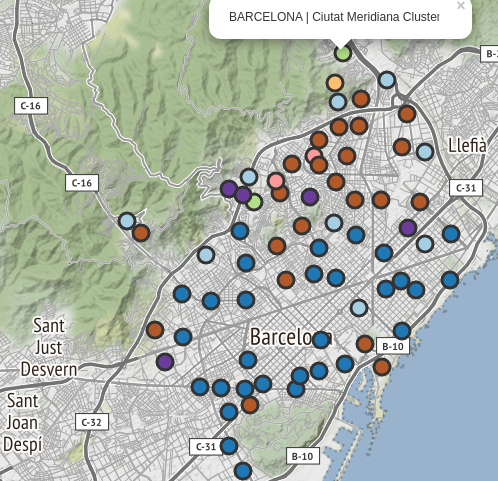 ×
BARCELONA | Ciutat Meridiana Cluster
B-
C-16
Llefià
C-16
C-31
Sant
Just
Desvern
Barcelona
B-10
Sant
Joan
Despí
C-32
C-31
B-10